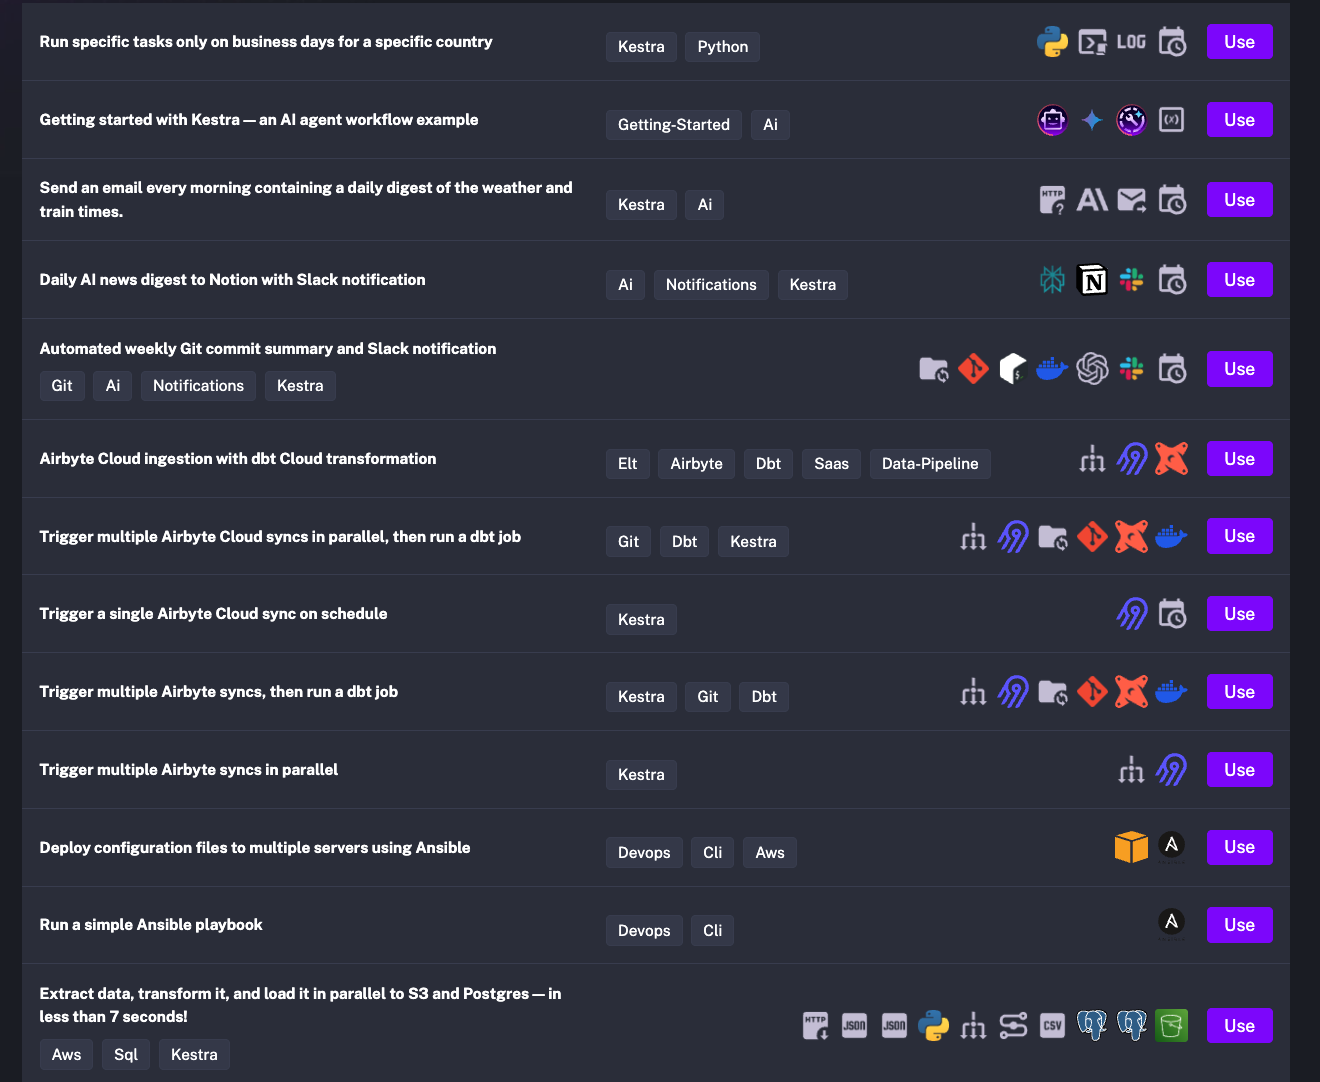 Run specific tasks only on business days for a specific country
Kestra Python LOG Use
Getting started with Kestra — an AI agent workflow example
Getting-Started Ai (x) Use
Send an email every morning containing a daily digest of the weather and
train times.
Kestra Ai HTTP ? Use
Daily AI news digest to Notion with Slack notification
Ai Notifications Kestra N Use
Automated weekly Git commit summary and Slack notification
Git Ai Notifications Kestra $ Use
Airbyte Cloud ingestion with dbt Cloud transformation
Elt Airbyte Dbt Saas Data-Pipeline Use
Trigger multiple Airbyte Cloud syncs in parallel, then run a dbt job
Git Dbt Kestra Use
Trigger a single Airbyte Cloud sync on schedule
Kestra Use
Trigger multiple Airbyte syncs, then run a dbt job
Kestra Git Dbt Use
Trigger multiple Airbyte syncs in parallel
Kestra Use
Deploy configuration files to multiple servers using Ansible
Devops Cli Aws A Use
Run a simple Ansible playbook
Devops Cli A Use
Extract data, transform it, and load it in parallel to S3 and Postgres — in
less than 7 seconds!
Aws Sql Kestra HTTP JSON JSON CSV Use